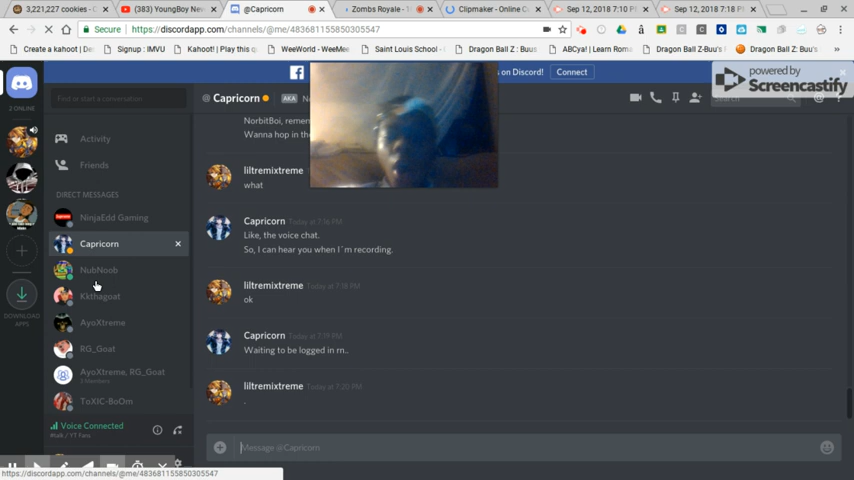 3,221,227 cookies - C
(383) YoungBoy Nev
@Capricorn
Zombs Royale -
Clipmaker - Online C
Sep 12, 2018 7:10 P
Sep 12, 2018 7:18 P
Secure
https://discordapp.com/channels/@me/483681155850305547
Create a kahoot
Signup : IMVU
Kahoot! | Play this q
WeeWorld - WeeMee
Saint Louis School -
Dragon Ball Z : Buu's
ABCya! | Learn Roma
Dragon Ball Z-Buu's F
Dragon Ball Z : Buu's
s on Discord!
Connect
powered by
Screencastify
2 ONLINE
Find or start a conversation
@ Capricorn
AKA
Search
Activity
Friends
DIRECT MESSAGES
NinjaEdd Gaming
Capricorn
NubNoob
Kkthagoat
AyoXtreme
RG_Goat
AyoXtreme, RG_Goat
3 Members
ToXIC-BoOm
DOWNLOAD
APPS
Voice Connected
#talk / YT Fans
NorbitBoi, remem
Wanna hop in the
liltremixtreme
what
Capricorn Today at 7:16 PM
Like, the voice chat.
So, I can hear you when I`m recording.
liltremixtreme Today at 7:18 PM
ok
Capricorn Today at 7:19 PM
Waiting to be logged in rn..
liltremixtreme Today at 7:20 PM
.
Message @Capricorn
https://discordapp.com/channels/@me/483681155850305547